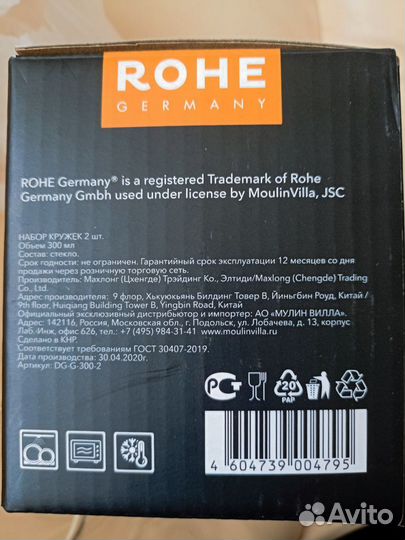 ROHE
GERMANY
ROHE Germany® is a registered Trademark of Rohe
Germany Gmbh used under license by MoulinVilla, JSC
НАБОР КРУЖЕК 2 шт.
Объем 300 мл
Состав: стекло.
Срок годности: не ограничен. Гарантийный срок эксплуатации 12 месяцев со дня
продажи через розничную торговую сеть.
Производитель: Махлонг (Цхенгде) Трэйдинг Ко., Элтиди/Maxlong (Chengde) Trading
Co., Ltd.
Адрес производителя: 9 флор, Хьукюьянь Билдинг Товер В, Йиньгбин Роуд, Китай /
9th floor, Huiqiang Building Tower B, Yingbin Road, Китай
Официальный эксклюзивный дистрибьютор и импортер: АО «МУЛИН ВИЛЛА».
Адрес: 142116, Россия, Московская обл., г. Подольск, ул. Лобачева, д. 13, корпус
Лаб. Инж. офис 626, тел.: +7 (495) 984-31-41 www.moulinvilla.ru
Сделано в КНР.
Дата изготовления: 30.04.2020г.
Соответствует требованиям ГОСТ 30407-2019.
Артикул: DG-G-300-2
РСТ
20
PAP
4 604739 004795
Avito